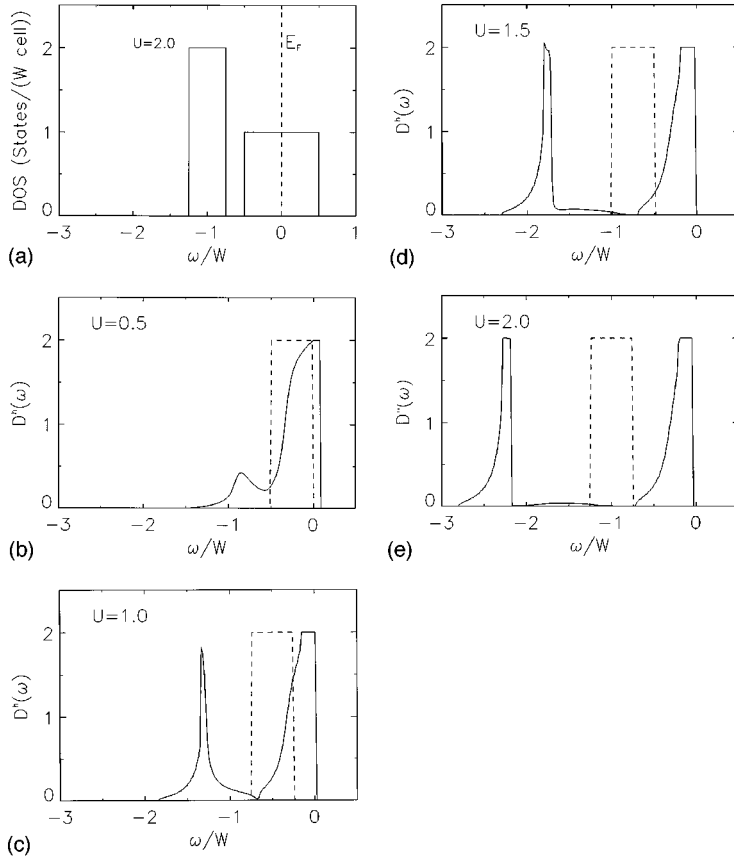 DOS (States/(W cell)
U=2.0
E_F
2
1
0
-3 -2 -1 0 1
ω/W
(a)
U=0.5
D^h(ω)
2
1
0
-3 -2 -1 0
ω/W
(b)
U=1.0
D^h(ω)
2
1
0
-3 -2 -1 0
ω/W
(c)
U=1.5
D^h(ω)
2
1
0
-3 -2 -1 0
ω/W
(d)
U=2.0
D^h(ω)
2
1
0
-3 -2 -1 0
ω/W
(e)